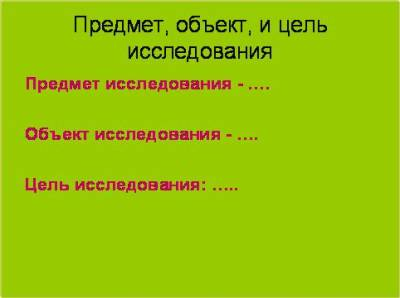 Предмет, объект, и цель
исследования
Предмет исследования - ….
Объект исследования - ….
Цель исследования: …..